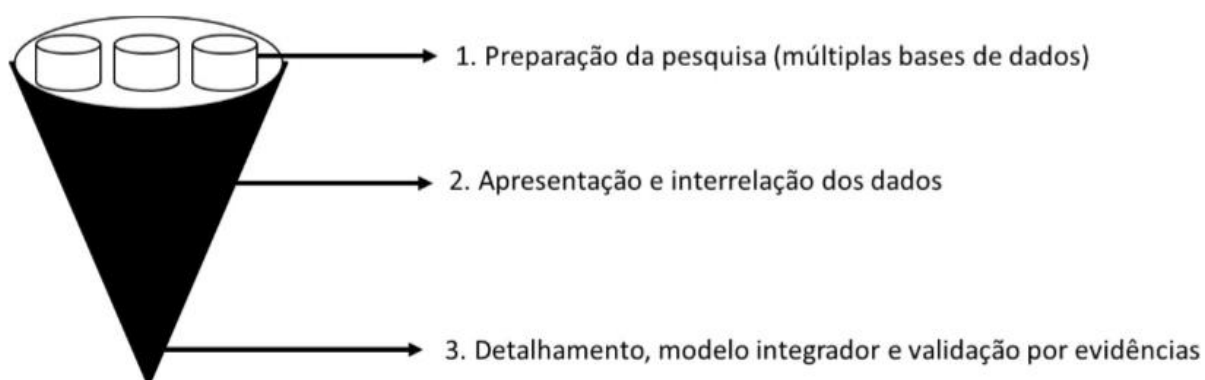 1. Preparação da pesquisa (múltiplas bases de dados)
2. Apresentação e interrelação dos dados
3. Detalhamento, modelo integrador e validação por evidências